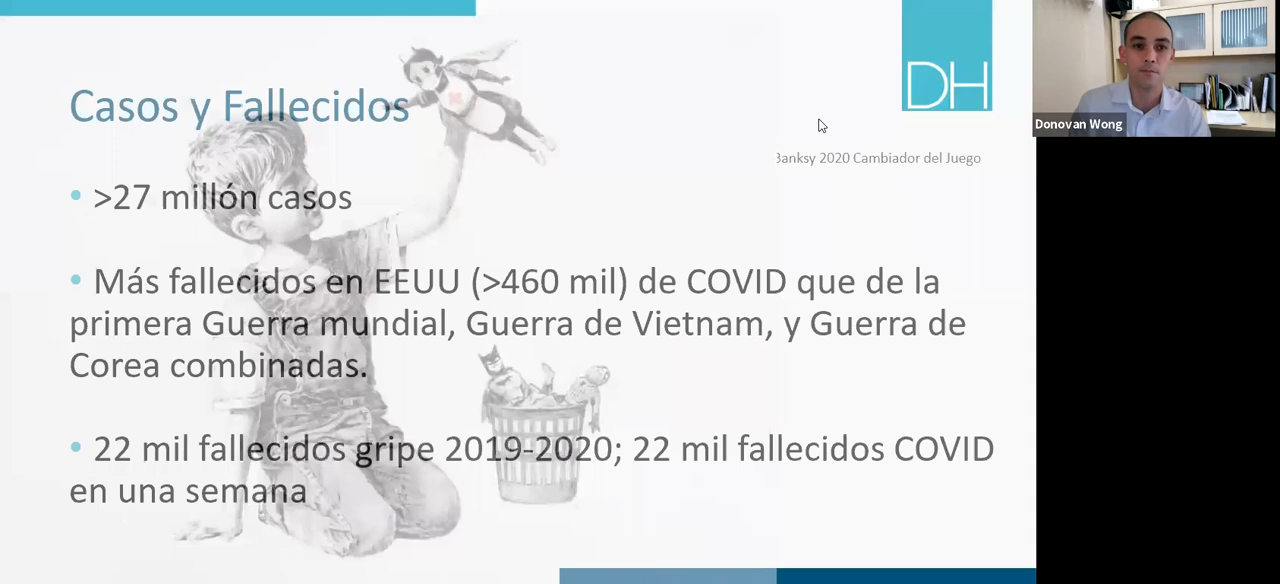 DH
Casos y Fallecidos
Donovan Wong
Banksy 2020 Cambiador del Juego
• >27 millón casos
• Más fallecidos en EEUU (>460 mil) de COVID que de la
primera Guerra mundial, Guerra de Vietnam, y Guerra de
Corea combinadas.
• 22 mil fallecidos gripe 2019-2020; 22 mil fallecidos COVID
en una semana